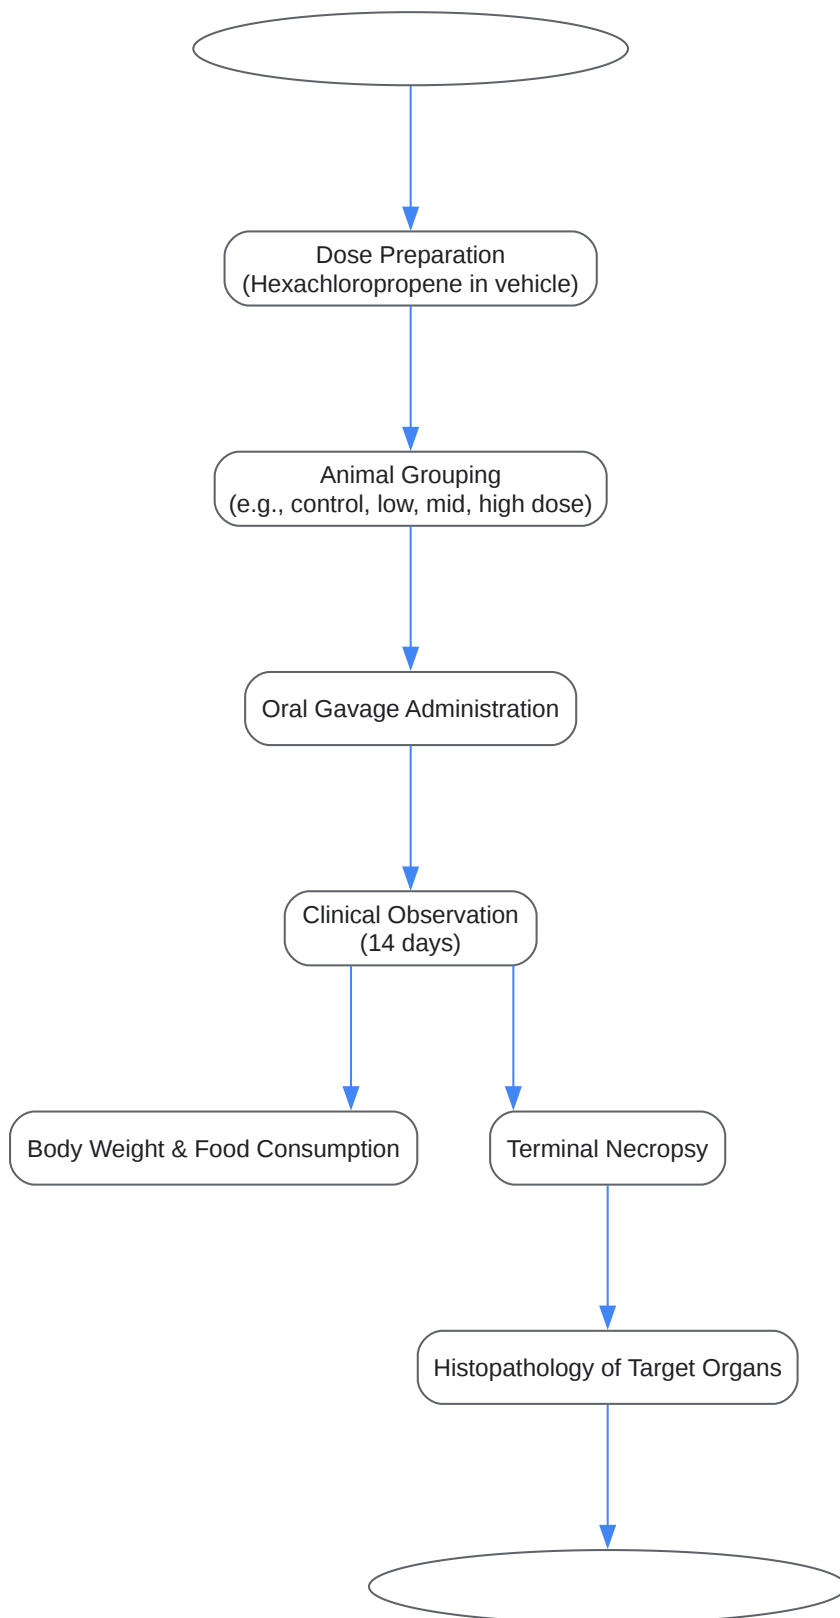 Dose Preparation
(Hexachloropropene in vehicle)
Animal Grouping
(e.g., control, low, mid, high dose)
Oral Gavage Administration
Clinical Observation
(14 days)
Body Weight & Food Consumption
Terminal Necropsy
Histopathology of Target Organs